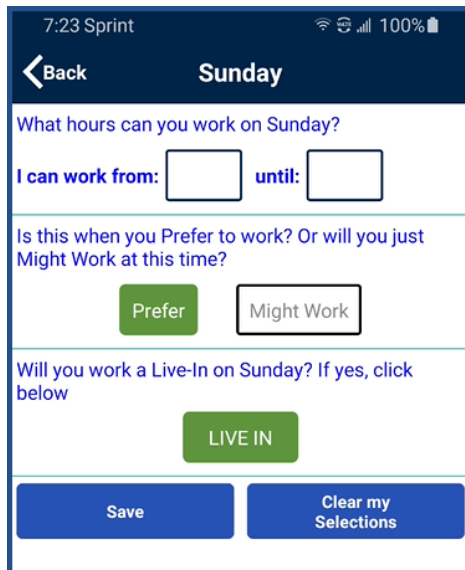 7:23 Sprint 100%
Back Sunday
What hours can you work on Sunday?
I can work from: until:
Is this when you Prefer to work? Or will you just
Might Work at this time?
Prefer Might Work
Will you work a Live-In on Sunday? If yes, click
below
LIVE IN
Save
Clear my
Selections